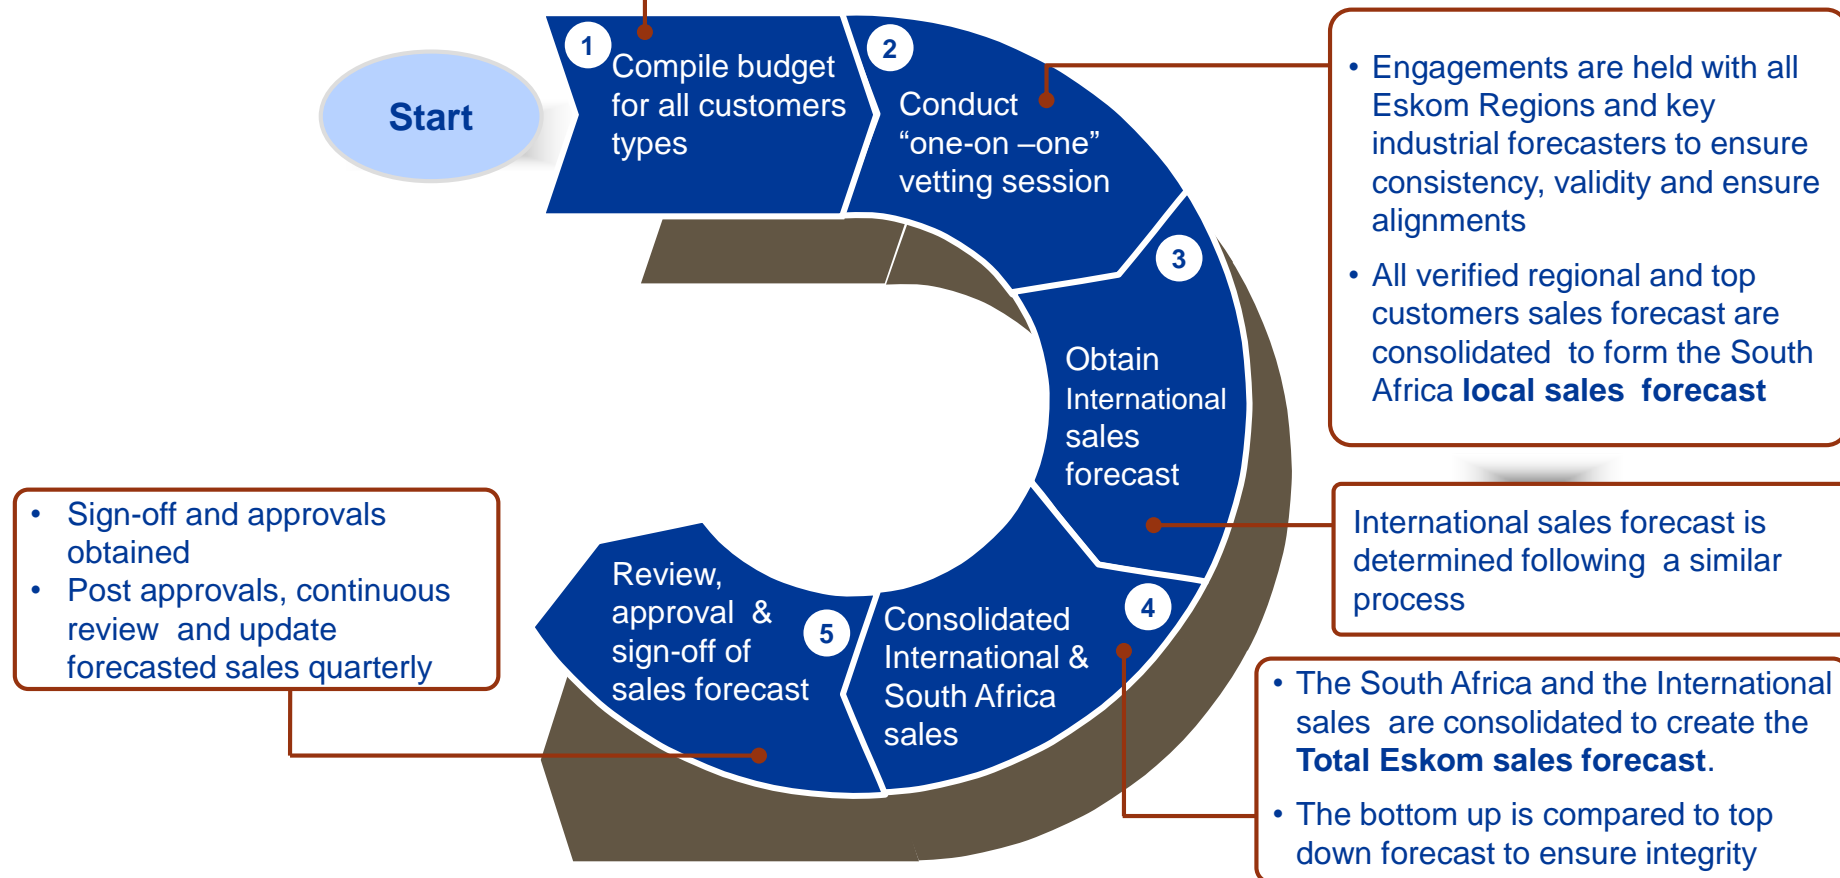 Start
1
Compile budget
for all customers
types
2
Conduct
“one-on –one”
vetting session
• Engagements are held with all
Eskom Regions and key
industrial forecasters to ensure
consistency, validity and ensure
alignments
• All verified regional and top
customers sales forecast are
consolidated to form the South
Africa local sales forecast
3
Obtain
International
sales
forecast
International sales forecast is
determined following a similar
process
4
Consolidated
International &
South Africa
sales
• The South Africa and the International
sales are consolidated to create the
Total Eskom sales forecast.
• The bottom up is compared to top
down forecast to ensure integrity
5
Review,
approval &
sign-off of
sales forecast
• Sign-off and approvals
obtained
• Post approvals, continuous
review and update
forecasted sales quarterly